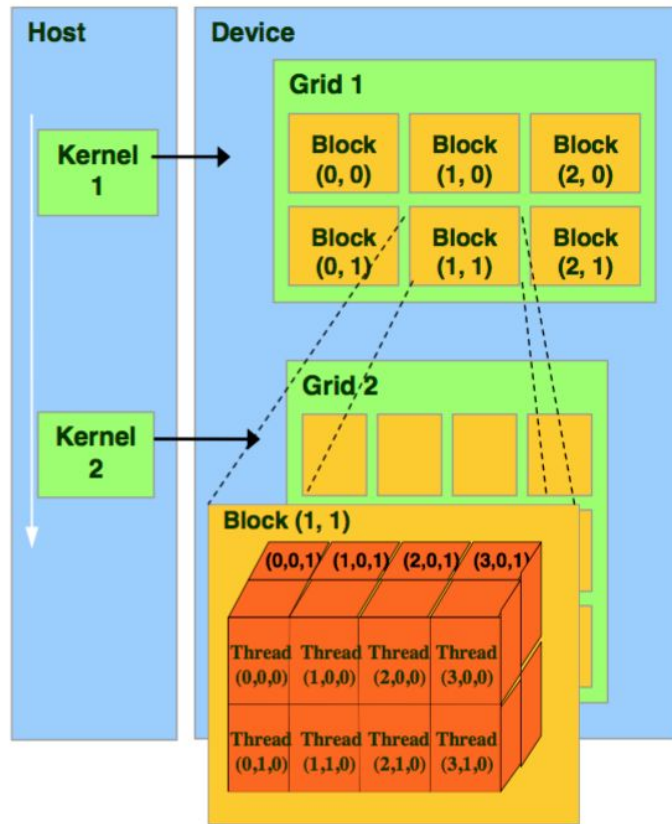 Host
Device
Grid 1
Kernel
1
Block
(0, 0)
Block
(1, 0)
Block
(2, 0)
Block
(0, 1)
Block
(1, 1)
Block
(2, 1)
Grid 2
Kernel
2
Block (1, 1)
(0,0,1) (1,0,1) (2,0,1) (3,0,1)
Thread
(0,0,0)
Thread
(1,0,0)
Thread
(2,0,0)
Thread
(3,0,0)
Thread
(0,1,0)
Thread
(1,1,0)
Thread
(2,1,0)
Thread
(3,1,0)